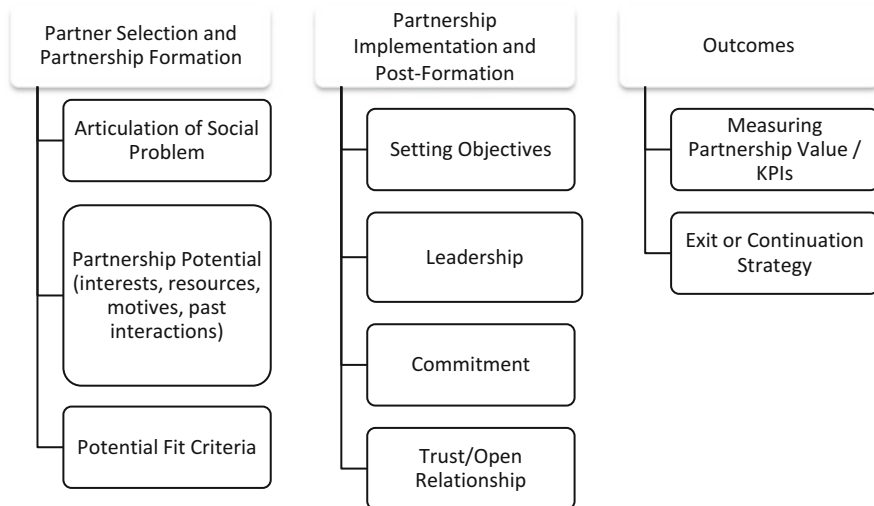 Partner Selection and
Partnership Formation
Articulation of Social
Problem
Partnership Potential
(interests, resources,
motives, past
interactions)
Potential Fit Criteria
Partnership
Implementation and
Post-Formation
Setting Objectives
Leadership
Commitment
Trust/Open
Relationship
Outcomes
Measuring
Partnership Value /
KPIs
Exit or Continuation
Strategy